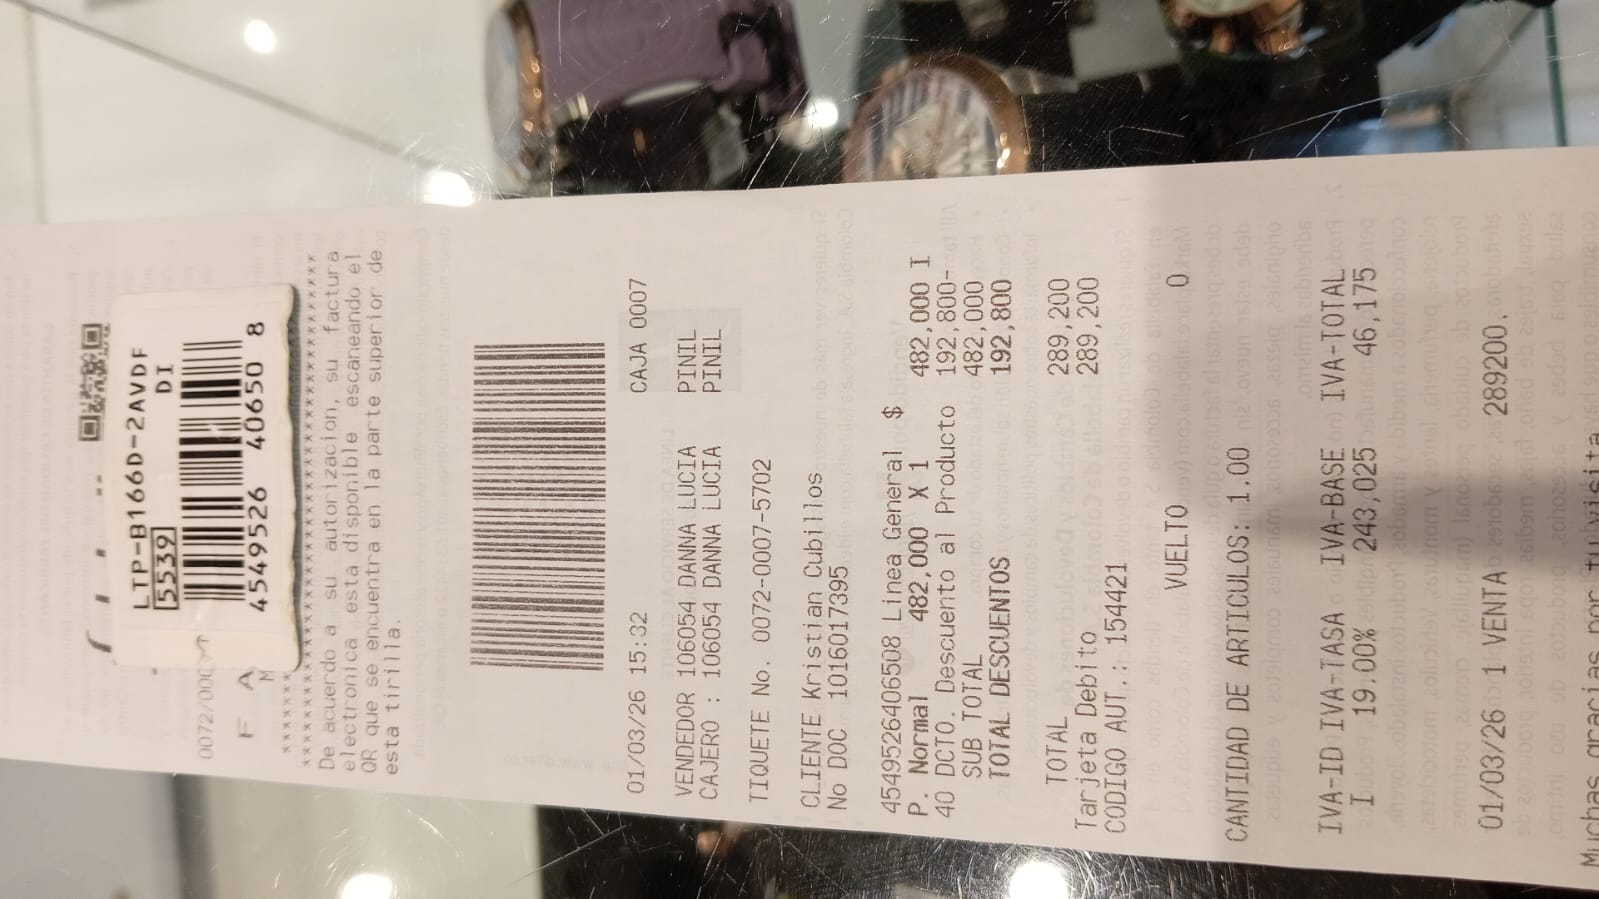 LTP-B166D-2AVDF
5539 DI
4549526 40650 8
0072/00
F A
M
De acuerdo a su autorizacion, su factura
electronica esta disponible escaneando el
QR que se encuentra en la parte superior de
esta tirilla.
01/03/26 15:32 CAJA 0007
VENDEDOR 106054 DANNA LUCIA PINIL
CAJERO : 106054 DANNA LUCIA PINIL
TIQUETE No. 0072-0007-5702
CLIENTE Kristian Cubillos
No DOC 1016017395
4549526406508 Linea General $
P. Normal 482,000 X 1 482,000 I
40 DCTO. Descuento al Producto 192,800-
SUB TOTAL 482,000
TOTAL DESCUENTOS 192,800
TOTAL 289,200
Tarjeta Debito 289,200
CODIGO AUT.: 154421
VUELTO 0
CANTIDAD DE ARTICULOS: 1.00
IVA-ID IVA-TASA IVA-BASE IVA-TOTAL
I 19.00% 243,025 46,175
01/03/26 1 VENTA 289200.
Muchas gracias por tu visita